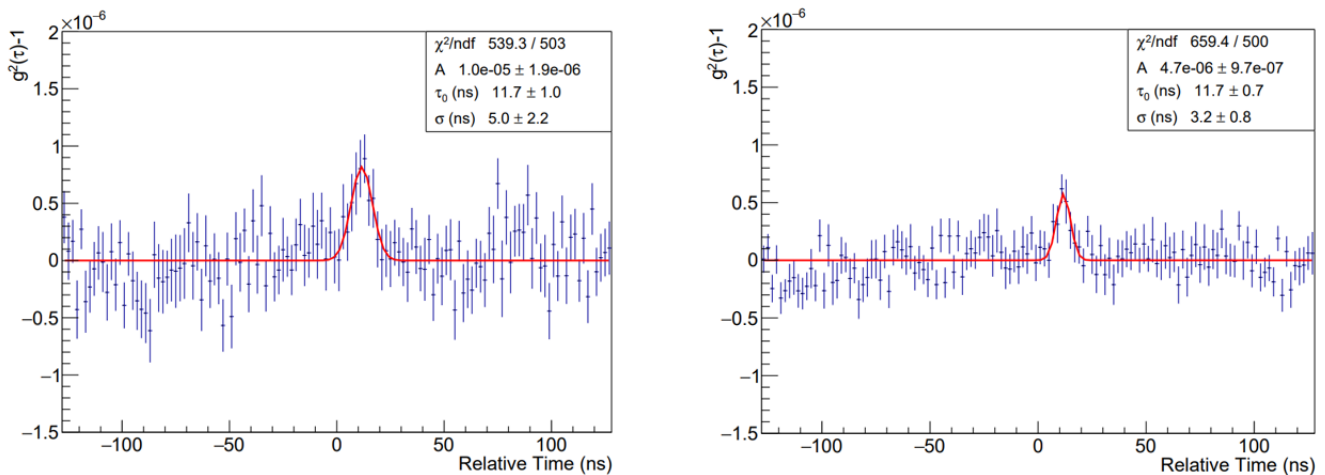 ×10⁻⁶
2
1.5
1
0.5
0
−0.5
−1
−1.5
g²(τ)-1
χ²/ndf 539.3 / 503
A 1.0e-05 ± 1.9e-06
τ₀ (ns) 11.7 ± 1.0
σ (ns) 5.0 ± 2.2
−100 −50 0 50 100
Relative Time (ns)
×10⁻⁶
2
1.5
1
0.5
0
−0.5
−1
−1.5
g²(τ)-1
χ²/ndf 659.4 / 500
A 4.7e-06 ± 9.7e-07
τ₀ (ns) 11.7 ± 0.7
σ (ns) 3.2 ± 0.8
−100 −50 0 50 100
Relative Time (ns)